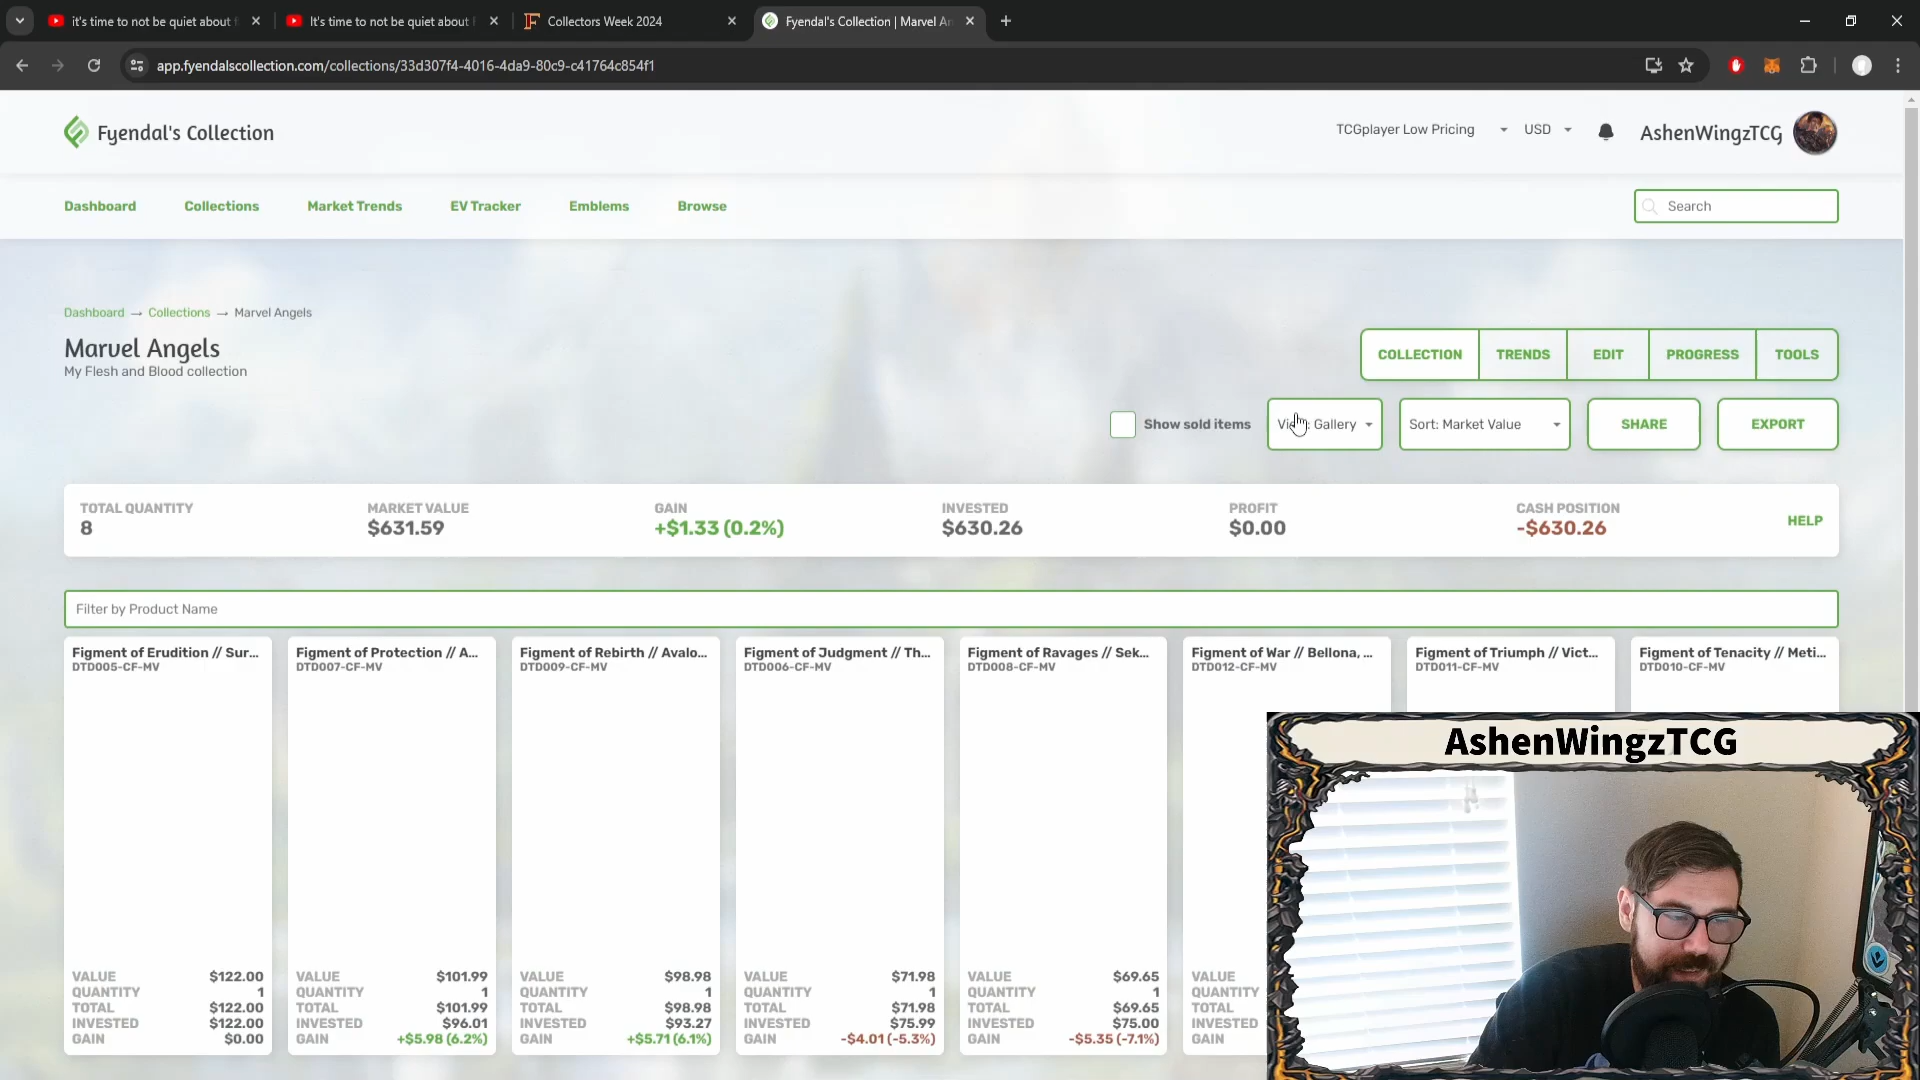 it's time to not be quiet about
It's time to not be quiet about
Collectors Week 2024
Fyendal's Collection | Marvel An
app.fyendalscollection.com/collections/33d307f4-4016-4da9-80c9-c41764c854f1
Fyendal's Collection
TCGplayer Low Pricing
USD
AshenWingzTCG
Dashboard
Collections
Market Trends
EV Tracker
Emblems
Browse
Search
Dashboard → Collections → Marvel Angels
Marvel Angels
My Flesh and Blood collection
COLLECTION
TRENDS
EDIT
PROGRESS
TOOLS
Show sold items
Gallery
Sort: Market Value
SHARE
EXPORT
TOTAL QUANTITY
8
MARKET VALUE
$631.59
GAIN
+$1.33 (0.2%)
INVESTED
$630.26
PROFIT
$0.00
CASH POSITION
-$630.26
HELP
Filter by Product Name
Figment of Erudition // Sur...
DTD005-CF-MV
VALUE $122.00
QUANTITY 1
TOTAL $122.00
INVESTED $122.00
GAIN $0.00
Figment of Protection // A...
DTD007-CF-MV
VALUE $101.99
QUANTITY 1
TOTAL $101.99
INVESTED $96.01
GAIN +$5.98 (6.2%)
Figment of Rebirth // Avalo...
DTD009-CF-MV
VALUE $98.98
QUANTITY 1
TOTAL $98.98
INVESTED $93.27
GAIN +$5.71 (6.1%)
Figment of Judgment // Th...
DTD006-CF-MV
VALUE $71.98
QUANTITY 1
TOTAL $71.98
INVESTED $75.99
GAIN -$4.01 (-5.3%)
Figment of Ravages // Sek...
DTD008-CF-MV
VALUE $69.65
QUANTITY 1
TOTAL $69.65
INVESTED $75.00
GAIN -$5.35 (-7.1%)
Figment of War // Bellona, ...
DTD012-CF-MV
VALUE
QUANTITY
TOTAL
INVESTED
GAIN
Figment of Triumph // Vict...
DTD011-CF-MV
Figment of Tenacity // Meti...
DTD010-CF-MV
AshenWingzTCG